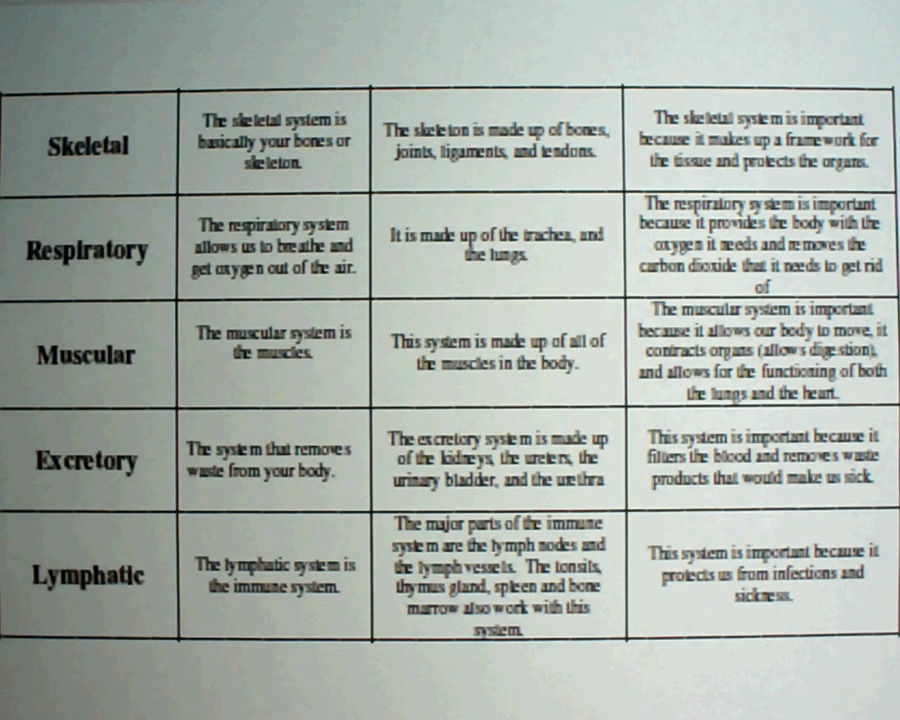 Skeletal
The skeletal system is
basically your bones or
skeleton.
The skeleton is made up of bones,
joints, ligaments, and tendons.
The skeletal system is important
because it makes up a framework for
the tissue and protects the organs.
Respiratory
The respiratory system
allows us to breathe and
get oxygen out of the air.
It is made up of the trachea, and
the lungs.
The respiratory system is important
because it provides the body with the
oxygen it needs and removes the
carbon dioxide that it needs to get rid
of
Muscular
The muscular system is
the muscles.
This system is made up of all of
the muscles in the body.
The muscular system is important
because it allows our body to move, it
contracts organs (allows digestion),
and allows for the functioning of both
the lungs and the heart.
Excretory
The system that removes
waste from your body.
The excretory system is made up
of the kidneys, the ureters, the
urinary bladder, and the urethra
This system is important because it
filters the blood and removes waste
products that would make us sick.
Lymphatic
The lymphatic system is
the immune system.
The major parts of the immune
system are the lymph nodes and
the lymph vessels. The tonsils,
thymus gland, spleen and bone
marrow also work with this
system.
This system is important because it
protects us from infections and
sickness.